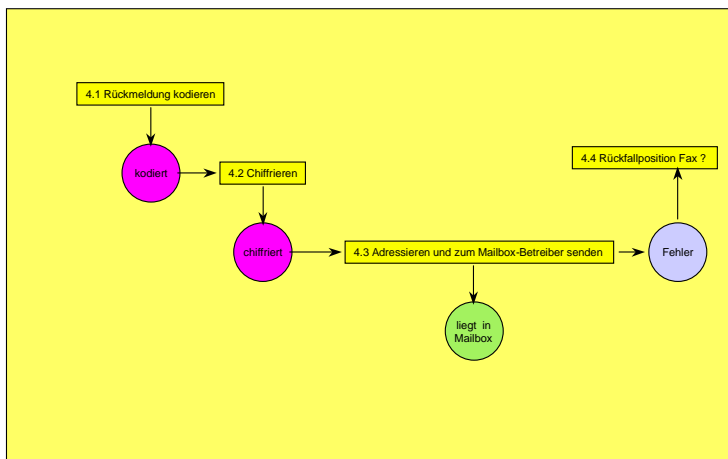 4.1 Rückmeldung kodieren
kodiert
4.2 Chiffrieren
4.4 Rückfallposition Fax ?
chiffriert
4.3 Adressieren und zum Mailbox-Betreiber senden
Fehler
liegt in
Mailbox